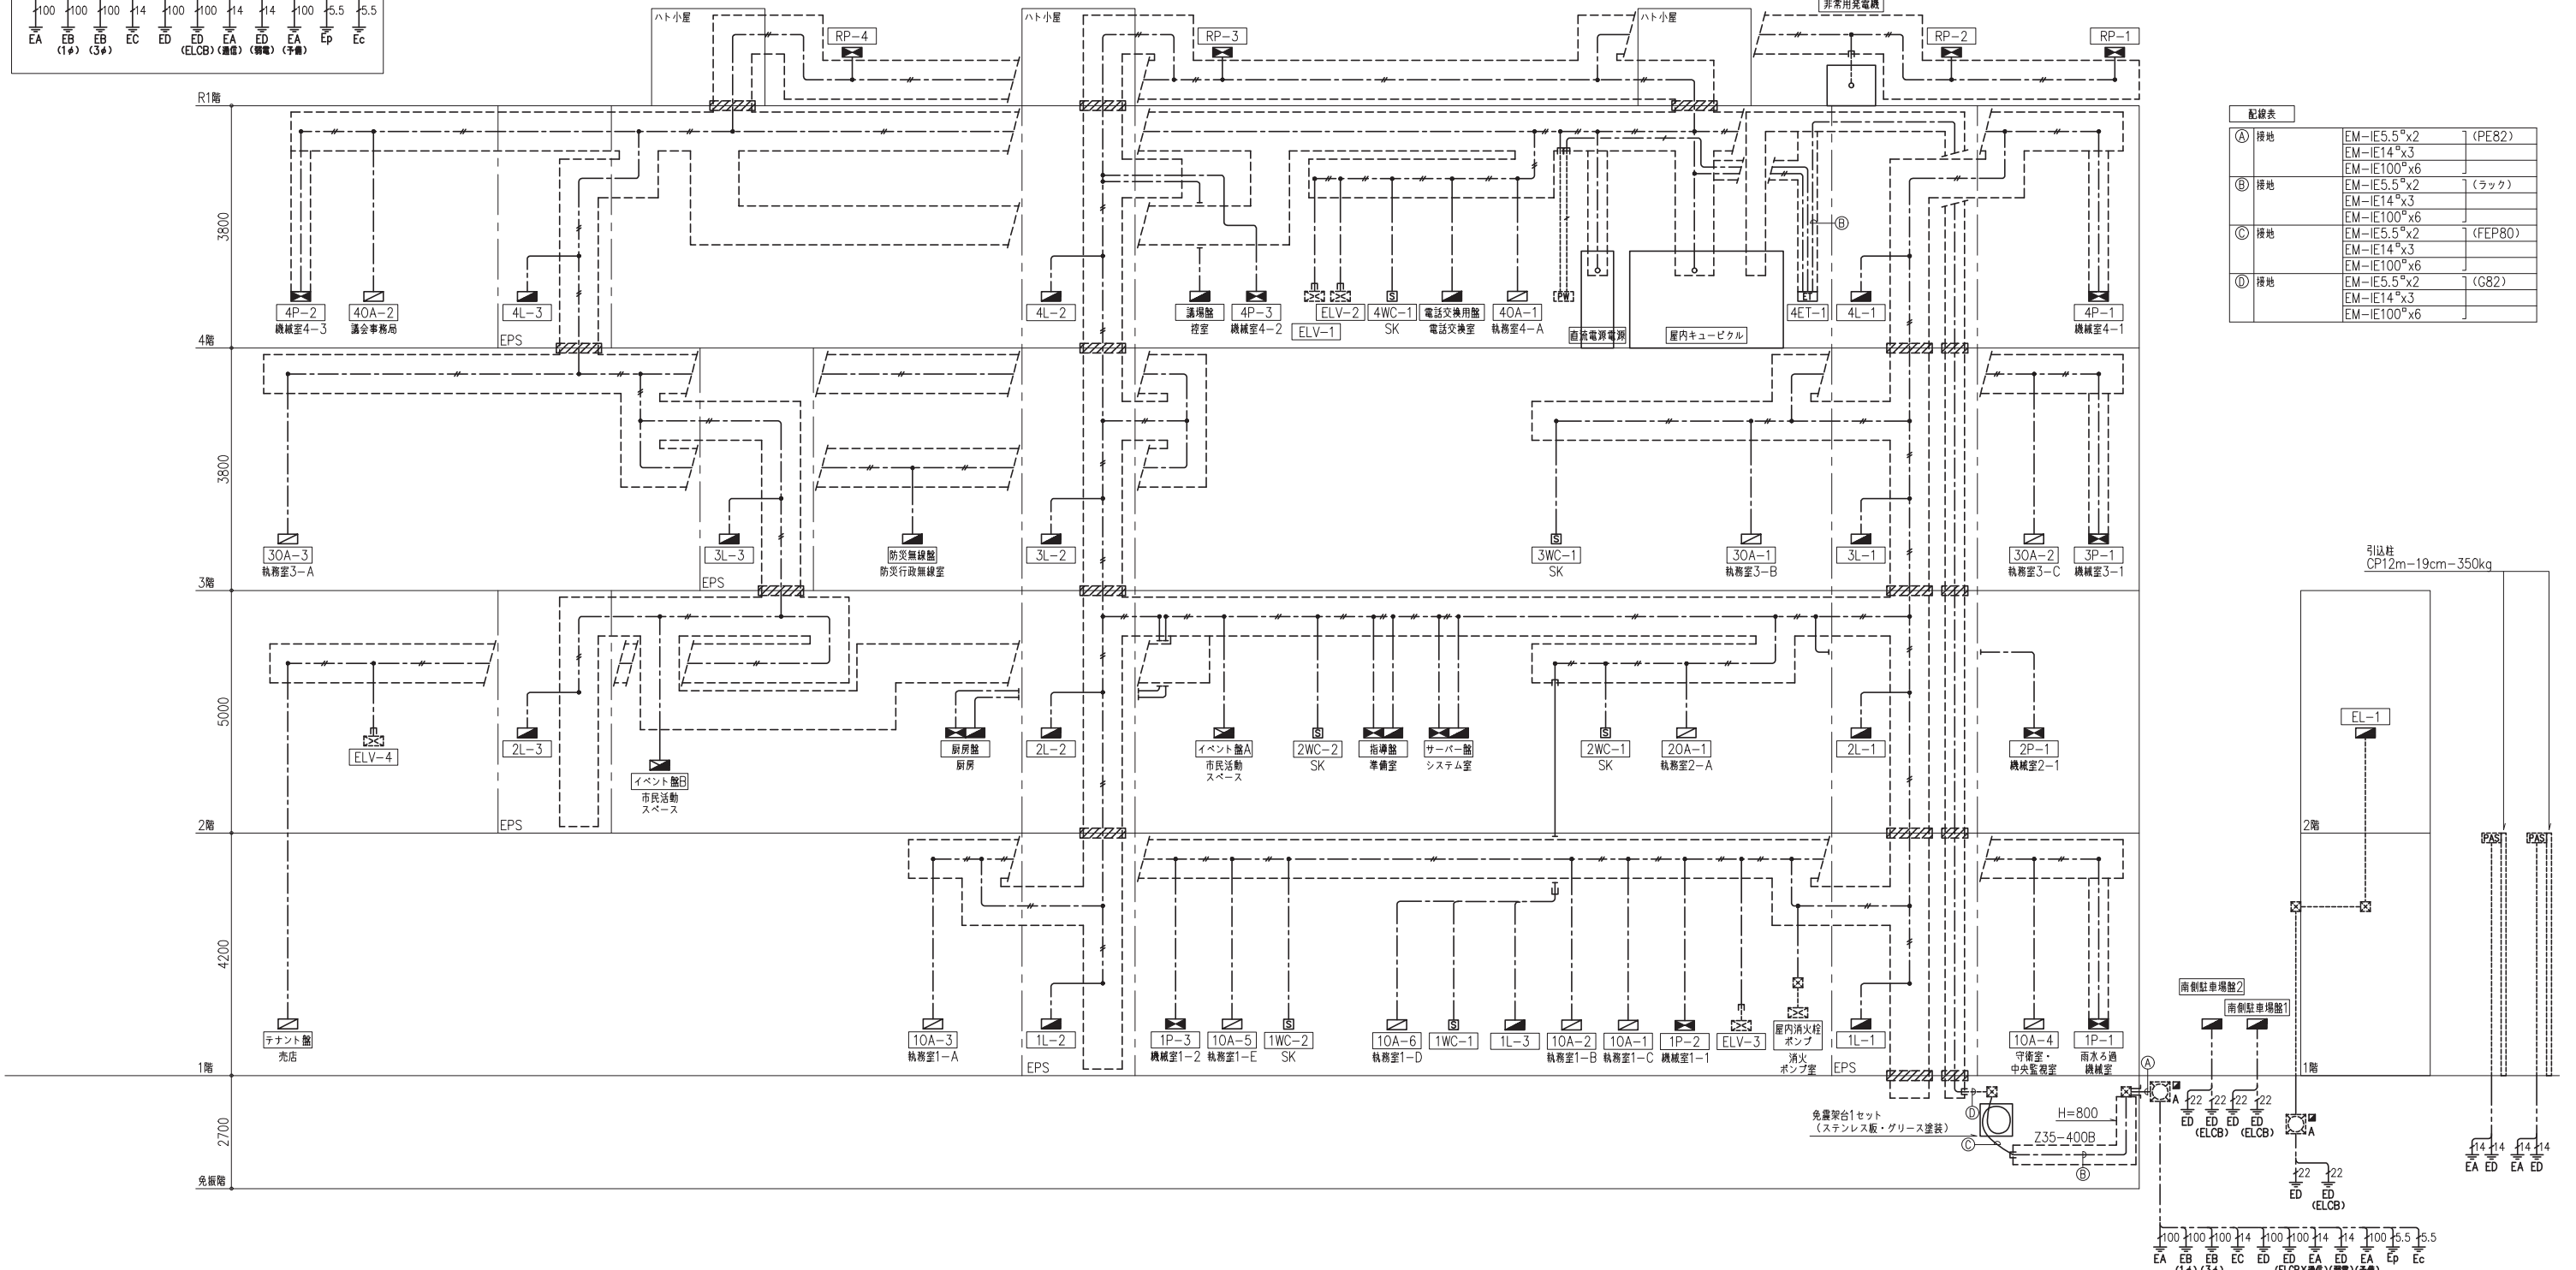 100 100 100 14 100 100 14 14 100 5.5 5.5
EA EB EB EC ED ED EA ED EA Ep Ec
(1φ) (3φ) (ELCB) (通信) (弱電) (予備)
ハト小屋 ハト小屋 ハト小屋
非常用発電機
RP-4 RP-3 RP-2 RP-1
R1階
3800
4P-2
機械室4-3
4OA-2
議会事務局
4L-3
EPS
4L-2
議場盤
控室
4P-3
機械室4-2
ELV-1
ELV-2
4WC-1
SK
電話交換用盤
電話交換室
4OA-1
執務室4-A
PW
直流電源電源
屋内キュービクル
ET
4ET-1
B
4L-1
4P-1
機械室4-1
4階
3800
3OA-3
執務室3-A
3L-3
EPS
防災無線盤
防災行政無線室
3L-2
3WC-1
SK
3OA-1
執務室3-B
3L-1
3OA-2
執務室3-C
3P-1
機械室3-1
3階
5000
ELV-4
2L-3
EPS
イベント盤B
市民活動
スペース
厨房盤
厨房
2L-2
イベント盤A
市民活動
スペース
2WC-2
SK
指導盤
準備室
サーバー盤
システム室
2WC-1
SK
2OA-1
執務室2-A
2L-1
2P-1
機械室2-1
2階
4200
テナント盤
売店
1OA-3
執務室1-A
1L-2
EPS
1P-3
機械室1-2
1OA-5
執務室1-E
1WC-2
SK
1OA-6
執務室1-D
1WC-1
1L-3
1OA-2
執務室1-B
1OA-1
執務室1-C
1P-2
機械室1-1
ELV-3
屋内消火栓
ポンプ
消火
ポンプ室
1L-1
EPS
1OA-4
守衛室・
中央監視室
1P-1
雨水ろ過
機械室
1階
2700
免振階
免震架台1セット
(ステンレス板・グリース塗装)
D
C
H=800
Z35-400B
B
A
A
配線表
A 接地 EM-IE5.5□x2 (PE82)
EM-IE14□x3
EM-IE100□x6
B 接地 EM-IE5.5□x2 (ラック)
EM-IE14□x3
EM-IE100□x6
C 接地 EM-IE5.5□x2 (FEP80)
EM-IE14□x3
EM-IE100□x6
D 接地 EM-IE5.5□x2 (G82)
EM-IE14□x3
EM-IE100□x6
引込柱
CP12m-19cm-350kg
EL-1
2階
1階
PAS PAS
南側駐車場盤2
南側駐車場盤1
22 22 22 22
ED ED ED ED
(ELCB) (ELCB)
A
22 22
ED ED
(ELCB)
14 14 14 14
EA ED EA ED
100 100 100 14 100 100 14 14 100 5.5 5.5
EA EB EB EC ED ED EA ED EA Ep Ec